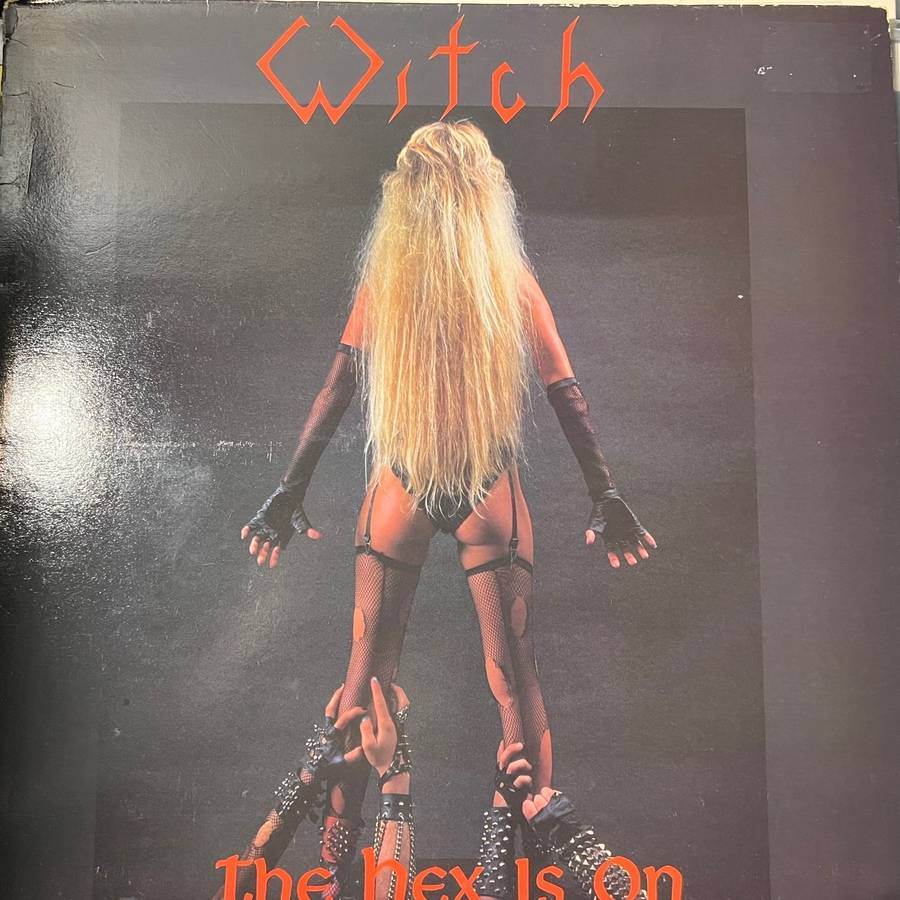 Witch
The Hex Is On